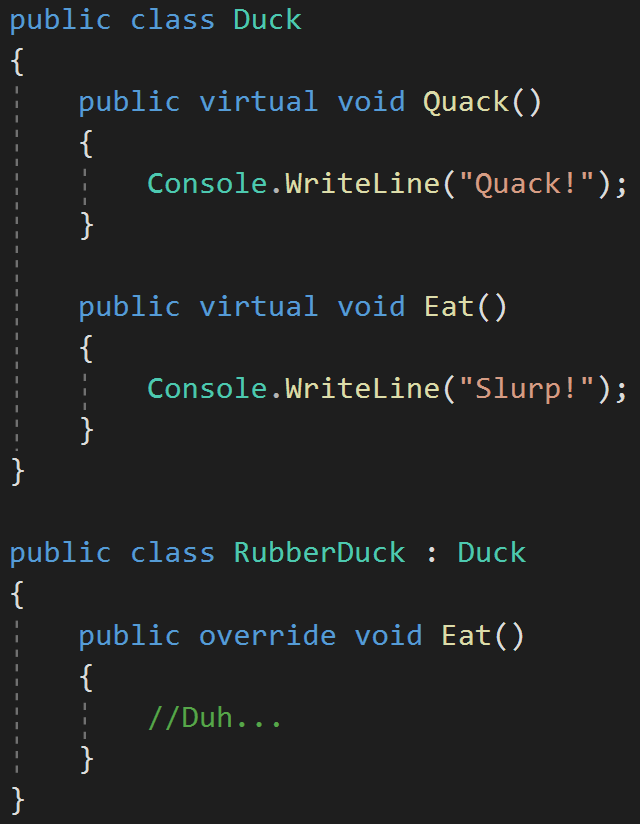 public class Duck
{
    public virtual void Quack()
    {
        Console.WriteLine("Quack!");
    }

    public virtual void Eat()
    {
        Console.WriteLine("Slurp!");
    }
}

public class RubberDuck : Duck
{
    public override void Eat()
    {
        //Duh...
    }
}